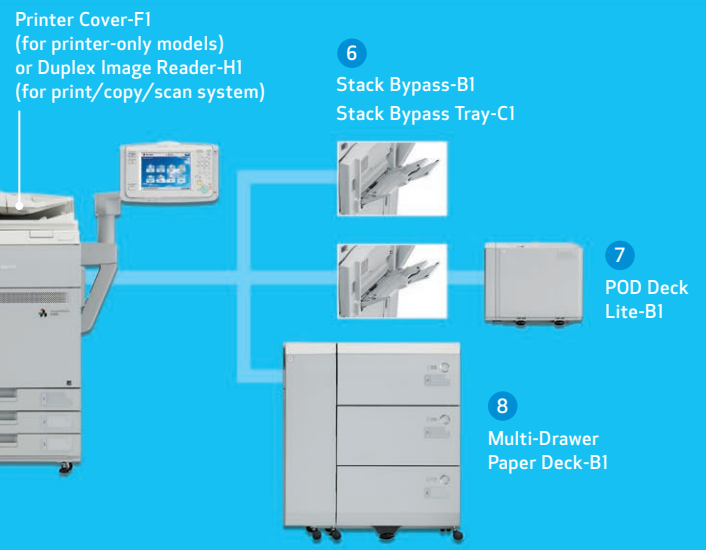 Printer Cover-F1
(for printer-only models)
or Duplex Image Reader-H1
(for print/copy/scan system)
6
Stack Bypass-B1
Stack Bypass Tray-C1
7
POD Deck
Lite-B1
8
Multi-Drawer
Paper Deck-B1